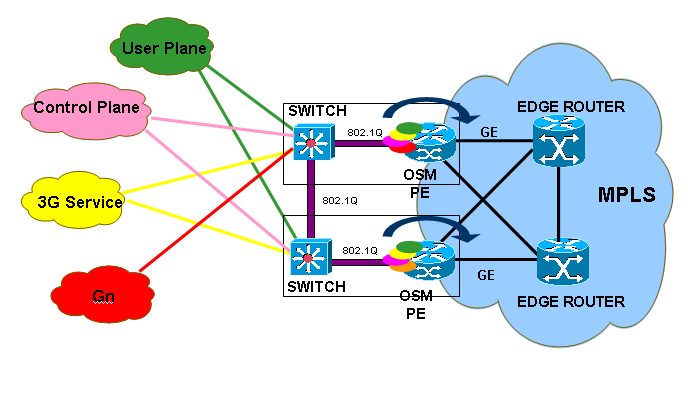 User Plane
Control Plane
3G Service
Gn
SWITCH
802.1Q
OSM
PE
GE
EDGE ROUTER
MPLS
802.1Q
SWITCH
802.1Q
OSM
PE
GE
EDGE ROUTER